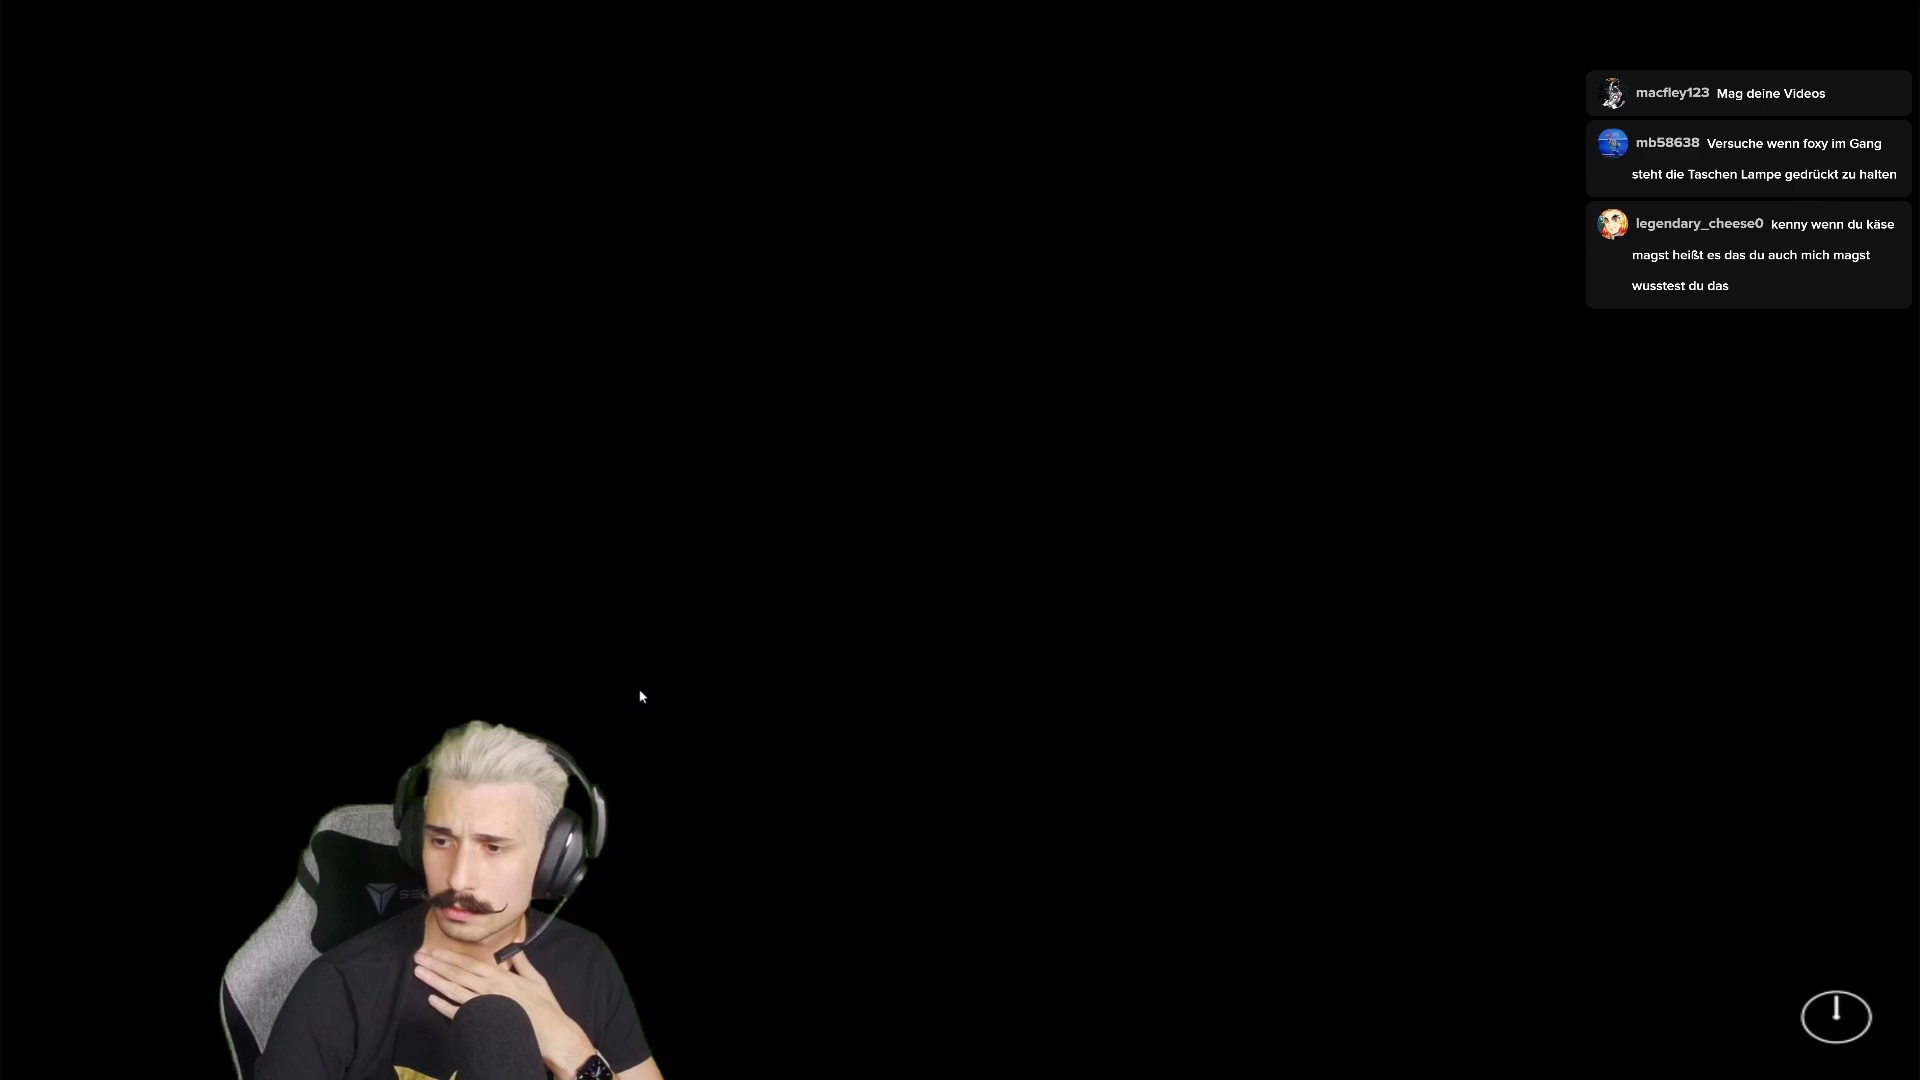 macfley123 Mag deine Videos
mb58638 Versuche wenn foxy im Gang
steht die Taschen Lampe gedrückt zu halten
legendary_cheese0 kenny wenn du käse
magst heißt es das du auch mich magst
wusstest du das